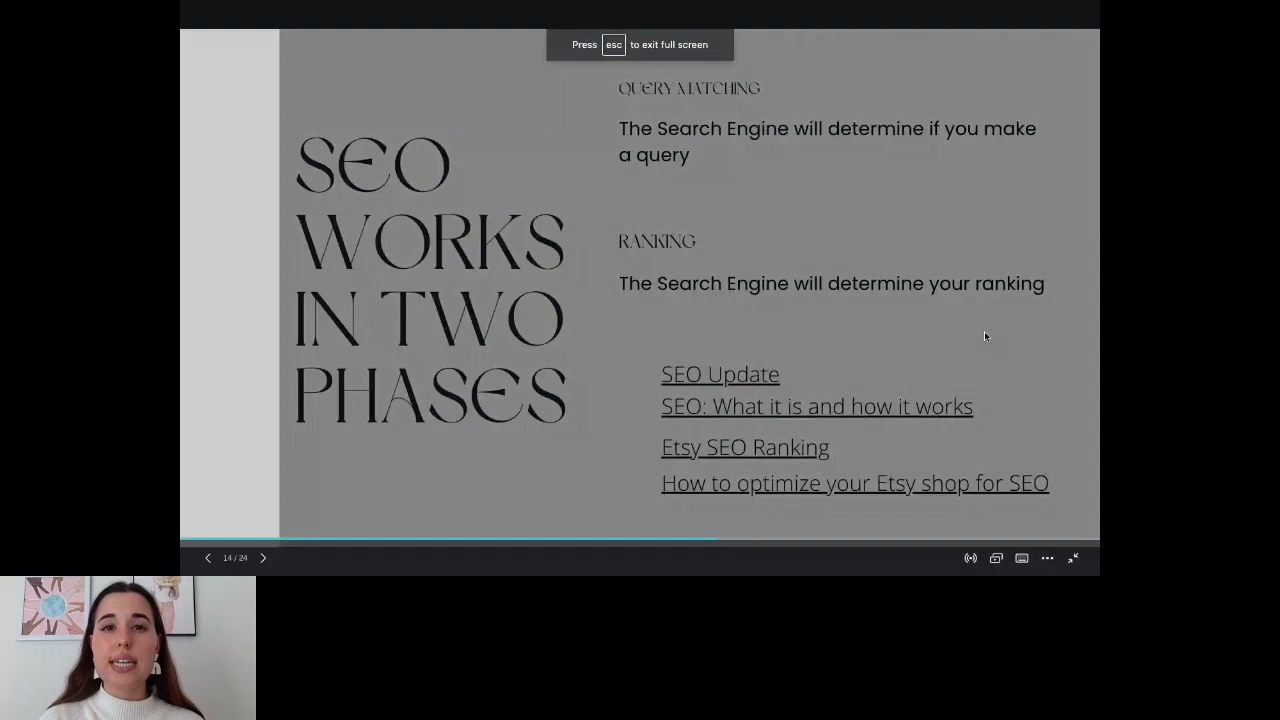 Press esc to exit full screen
SEO
WORKS
IN TWO
PHASES
QUERY MATCHING
The Search Engine will determine if you make
a query
RANKING
The Search Engine will determine your ranking
SEO Update
SEO: What it is and how it works
Etsy SEO Ranking
How to optimize your Etsy shop for SEO
14 / 24